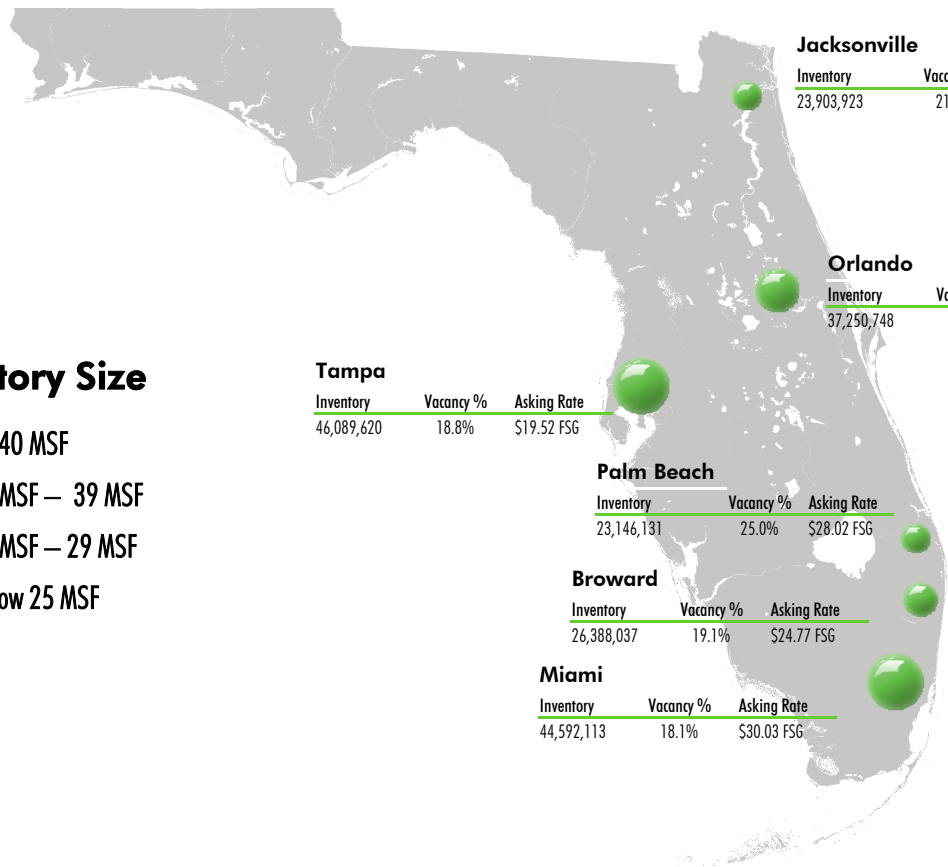 Jacksonville
Inventory
23,903,923
Orlando
Inventory
37,250,748
tory Size
40 MSF
MSF – 39 MSF
MSF – 29 MSF
ow 25 MSF
Tampa
Inventory Vacancy % Asking Rate
46,089,620 18.8% $19.52 FSG
Palm Beach
Inventory Vacancy % Asking Rate
23,146,131 25.0% $28.02 FSG
Broward
Inventory Vacancy % Asking Rate
26,388,037 19.1% $24.77 FSG
Miami
Inventory Vacancy % Asking Rate
44,592,113 18.1% $30.03 FSG